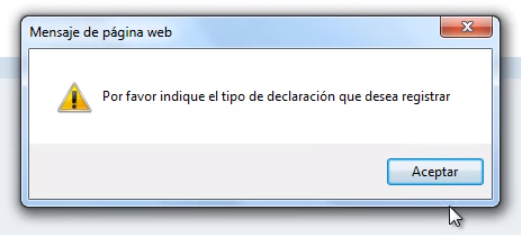 Mensaje de página web
Por favor indique el tipo de declaración que desea registrar
Aceptar